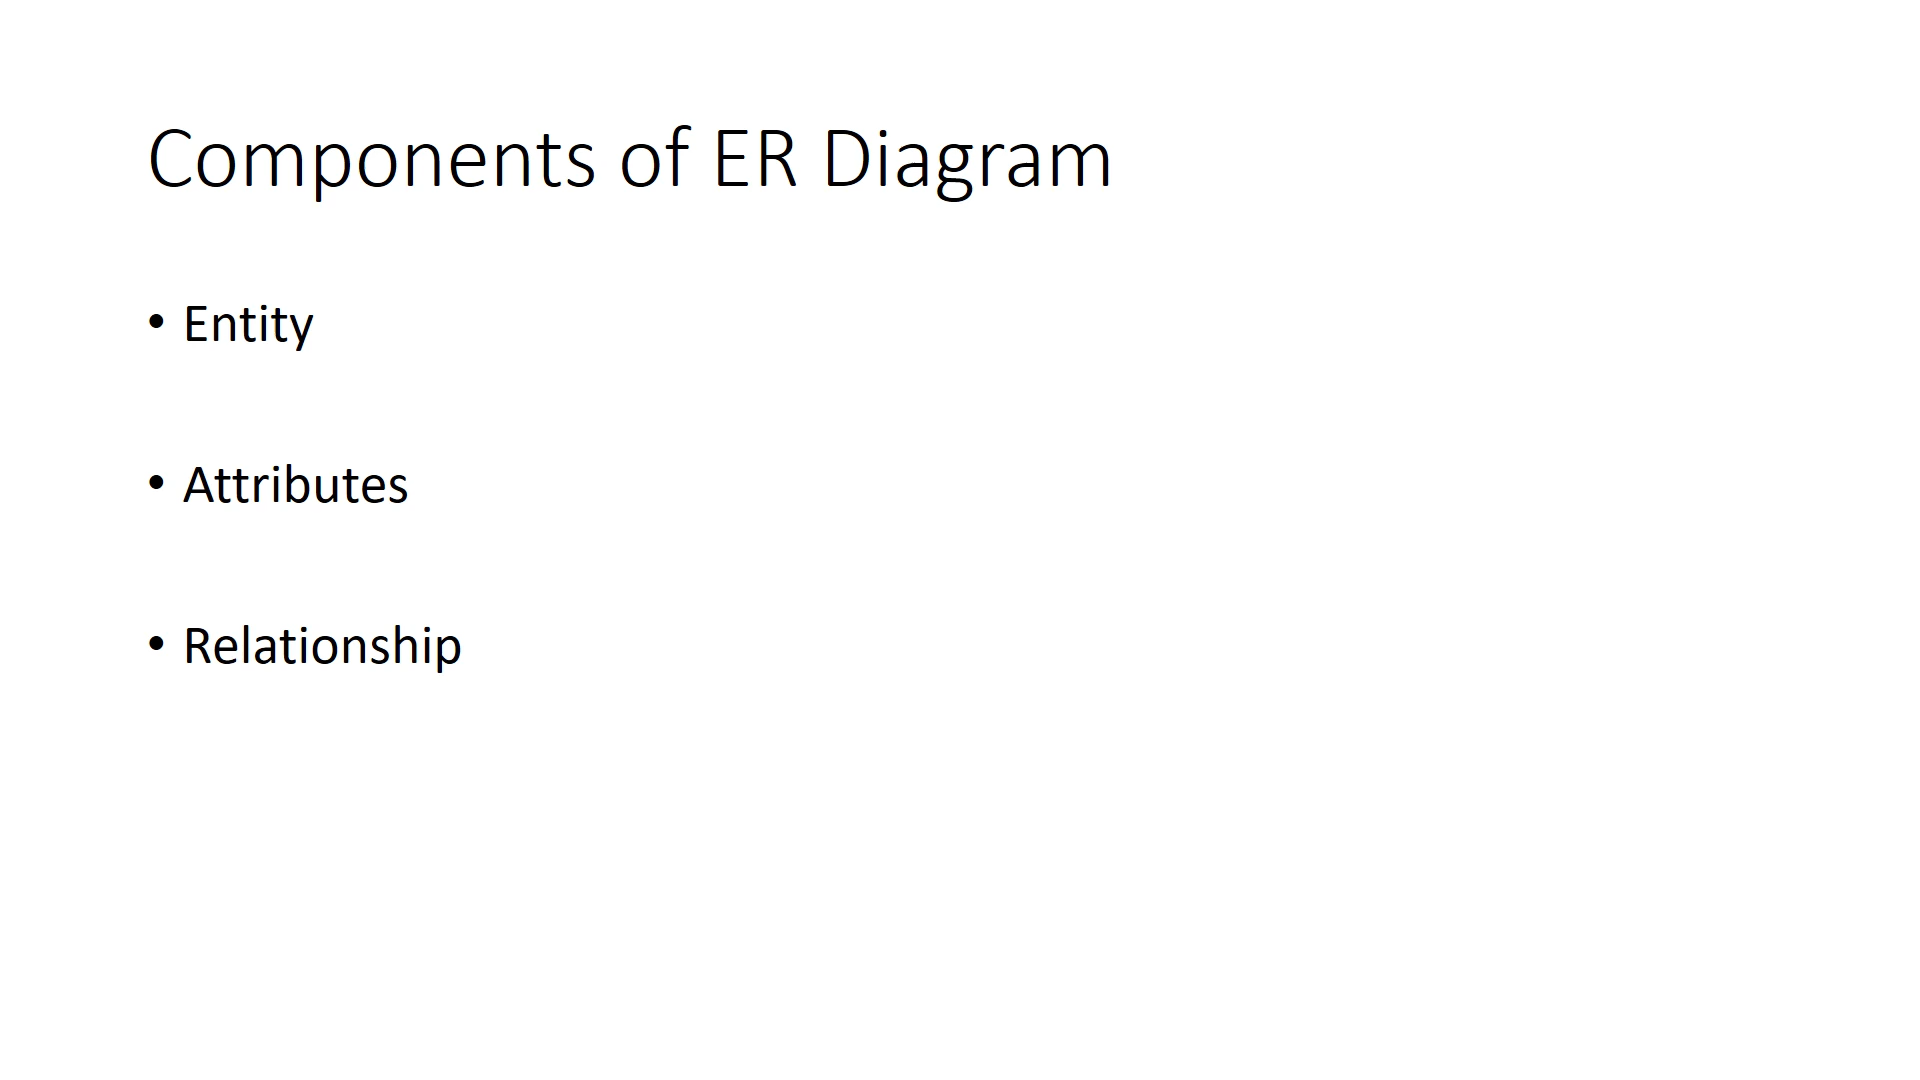 Components of ER Diagram
• Entity
• Attributes
• Relationship